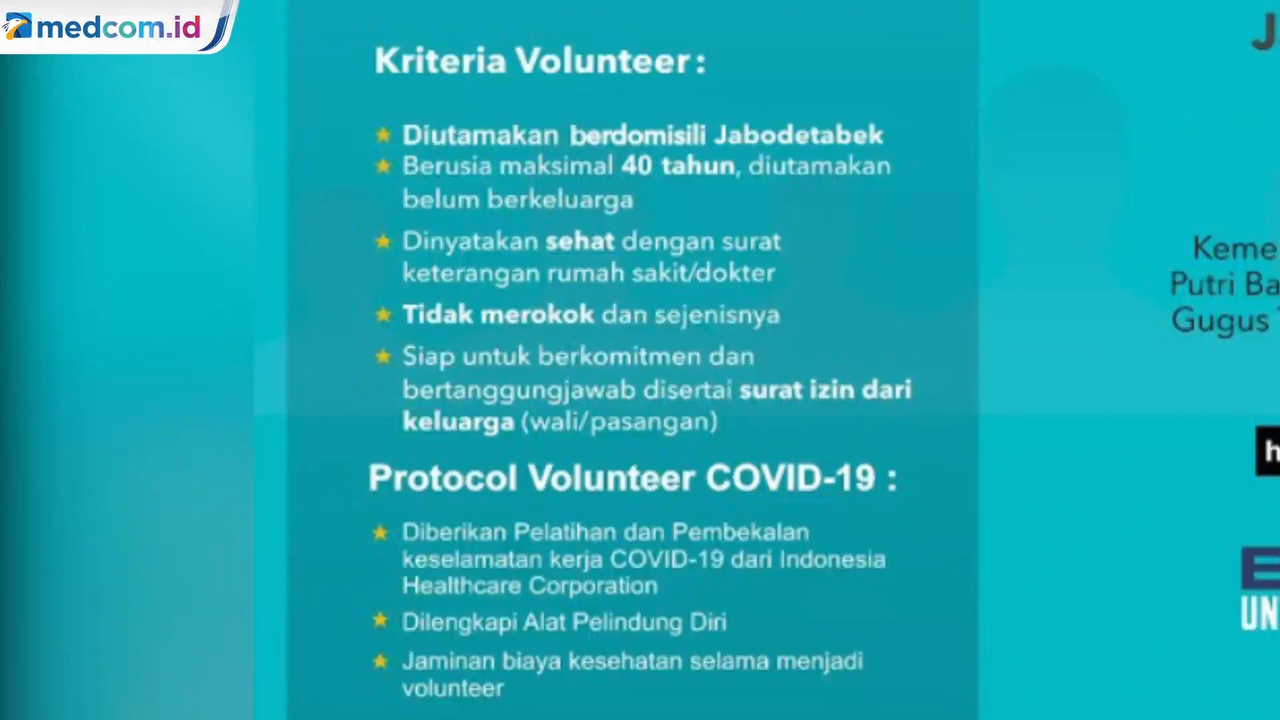 medcom.id
Kriteria Volunteer :
Diutamakan berdomisili Jabodetabek
Berusia maksimal 40 tahun, diutamakan
belum berkeluarga
Dinyatakan sehat dengan surat
keterangan rumah sakit/dokter
Tidak merokok dan sejenisnya
Siap untuk berkomitmen dan
bertanggungjawab disertai surat izin dari
keluarga (wali/pasangan)
Protocol Volunteer COVID-19 :
Diberikan Pelatihan dan Pembekalan
keselamatan kerja COVID-19 dari Indonesia
Healthcare Corporation
Dilengkapi Alat Pelindung Diri
Jaminan biaya kesehatan selama menjadi
volunteer
J
Keme
Putri Ba
Gugus
h
UN